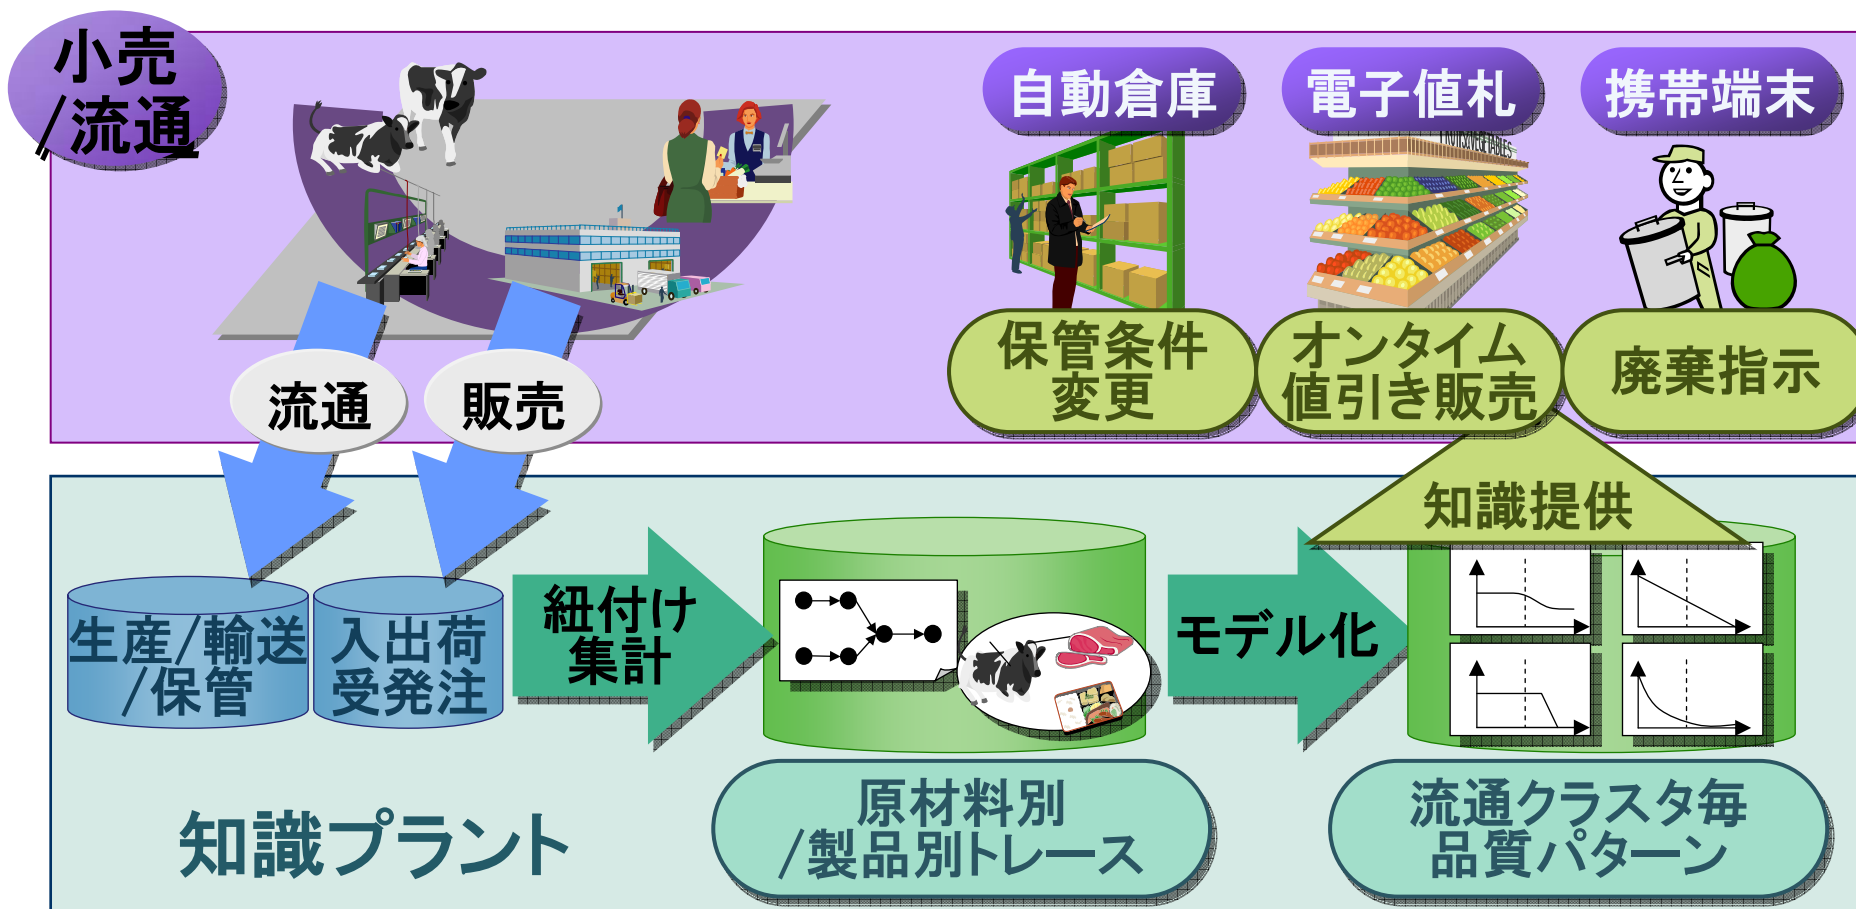 小売
/流通
自動倉庫
電子値札
携帯端末
保管条件
変更
オンタイム
値引き販売
廃棄指示
流通
販売
知識提供
生産/輸送
/保管
入出荷
受発注
紐付け
集計
モデル化
知識プラント
原材料別
/製品別トレース
流通クラスタ毎
品質パターン